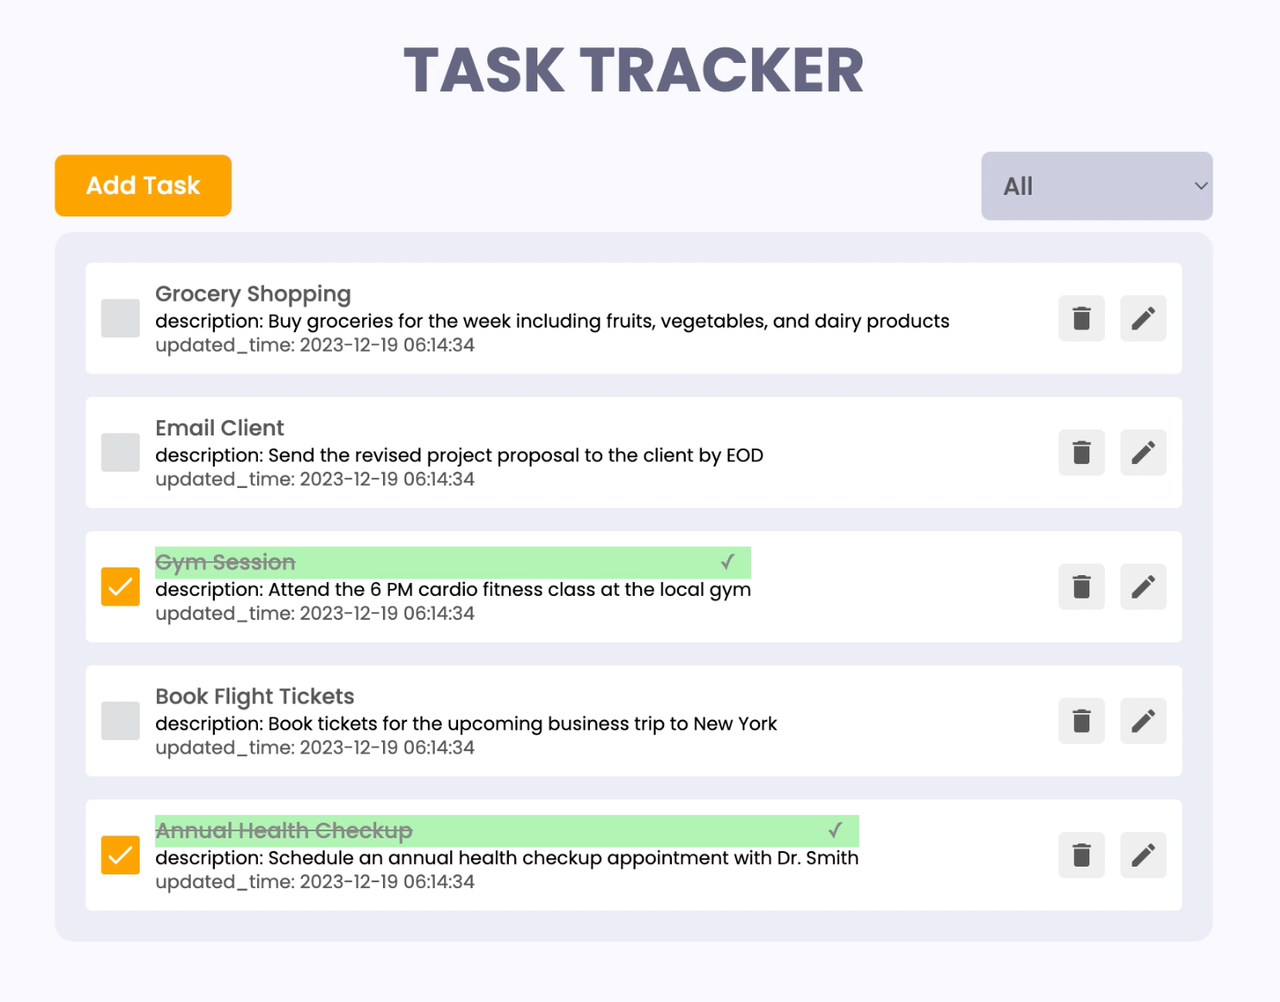 TASK TRACKER
Add Task
All
Grocery Shopping
description: Buy groceries for the week including fruits, vegetables, and dairy products
updated_time: 2023-12-19 06:14:34
Email Client
description: Send the revised project proposal to the client by EOD
updated_time: 2023-12-19 06:14:34
Gym Session ✓
description: Attend the 6 PM cardio fitness class at the local gym
updated_time: 2023-12-19 06:14:34
Book Flight Tickets
description: Book tickets for the upcoming business trip to New York
updated_time: 2023-12-19 06:14:34
Annual Health Checkup ✓
description: Schedule an annual health checkup appointment with Dr. Smith
updated_time: 2023-12-19 06:14:34